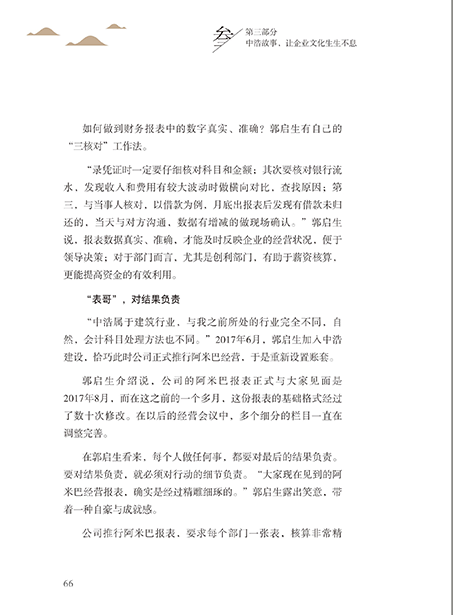 叁
第三部分
中浩故事，让企业文化生生不息
如何做到财务报表中的数字真实、准确？郭启生有自己的
“三核对”工作法。
“录凭证时一定要仔细核对科目和金额；其次要核对银行流
水，发现收入和费用有较大波动时做横向对比，查找原因；第
三，与当事人核对，以借款为例，月底出报表后发现有借款未归
还的，当天与对方沟通，数据有增减的做现场确认。”郭启生
说，报表数据真实、准确，才能及时反映企业的经营状况，便于
领导决策；对于部门而言，尤其是创利部门，有助于薪资核算，
更能提高资金的有效利用。
“表哥”，对结果负责
“中浩属于建筑行业，与我之前所处的行业完全不同，自
然，会计科目处理方法也不同。”2017年6月，郭启生加入中浩
建设，恰巧此时公司正式推行阿米巴经营，于是重新设置账套。
郭启生介绍说，公司的阿米巴报表正式与大家见面是
2017年8月，而在这之前的一个多月，这份报表的基础格式经过
了数十次修改。在以后的经营会议中，多个细分的栏目一直在
调整完善。
在郭启生看来，每个人做任何事，都要对最后的结果负责。
要对结果负责，就必须对行动的细节负责。“大家现在见到的阿
米巴经营报表，确实是经过精雕细琢的。”郭启生露出笑意，带
着一种自豪与成就感。
公司推行阿米巴报表，要求每个部门一张表，核算非常精
66